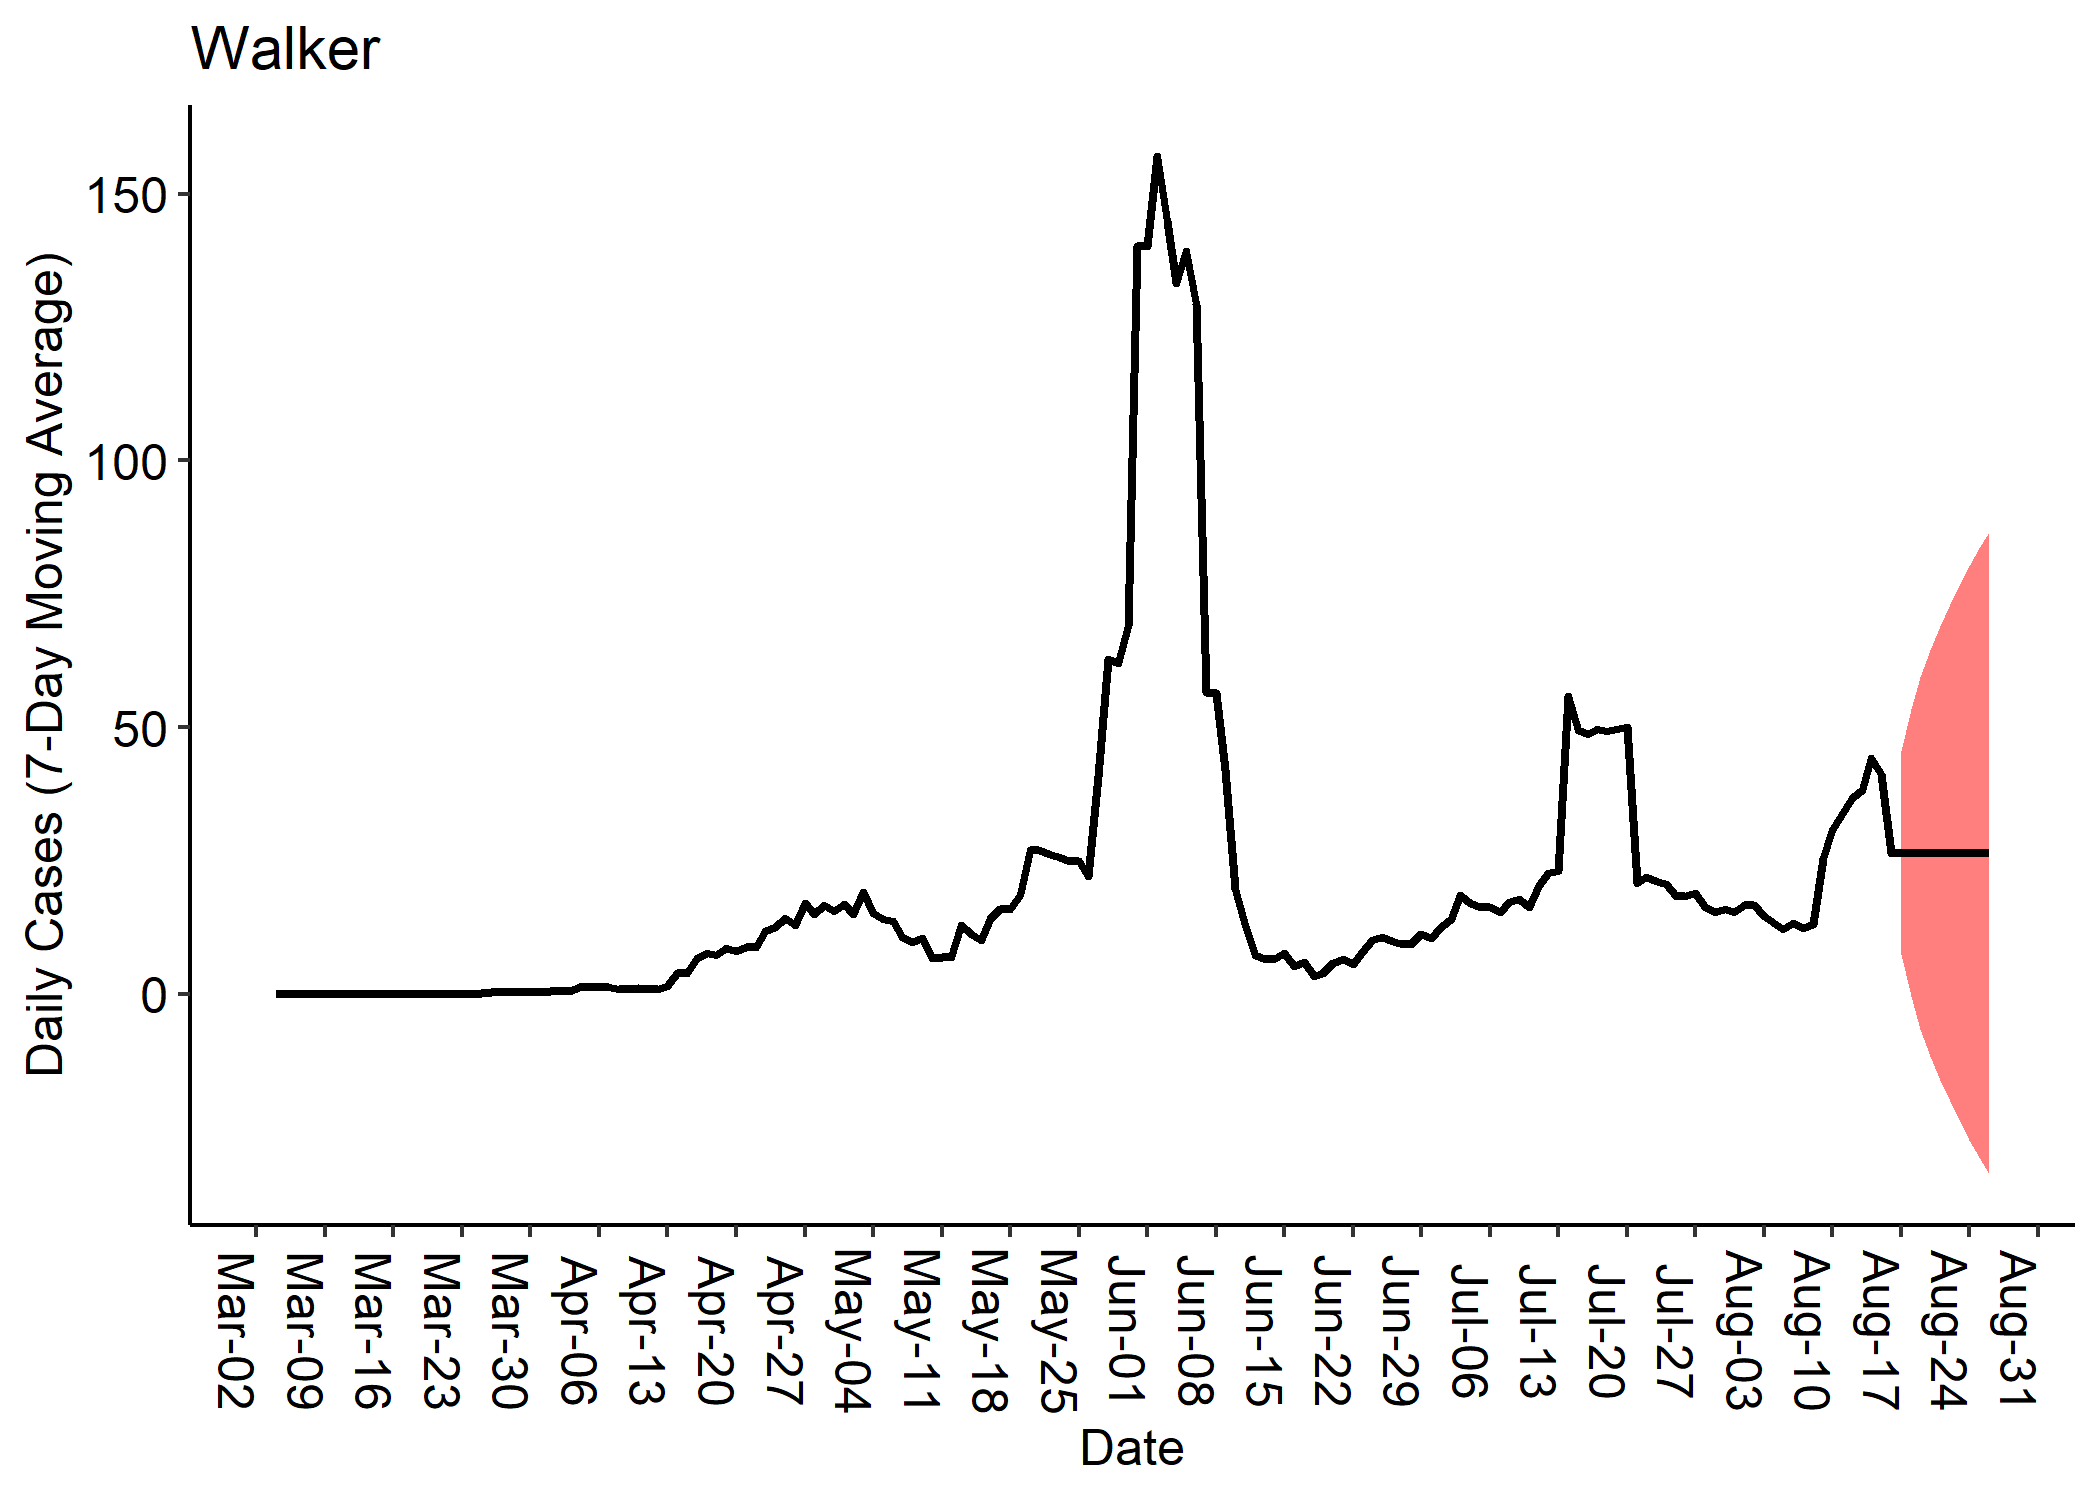 Walker
Daily Cases (7-Day Moving Average)
150
100
50
0
Mar-02
Mar-09
Mar-16
Mar-23
Mar-30
Apr-06
Apr-13
Apr-20
Apr-27
May-04
May-11
May-18
May-25
Jun-01
Jun-08
Jun-15
Jun-22
Jun-29
Jul-06
Jul-13
Jul-20
Jul-27
Aug-03
Aug-10
Aug-17
Aug-24
Aug-31
Date